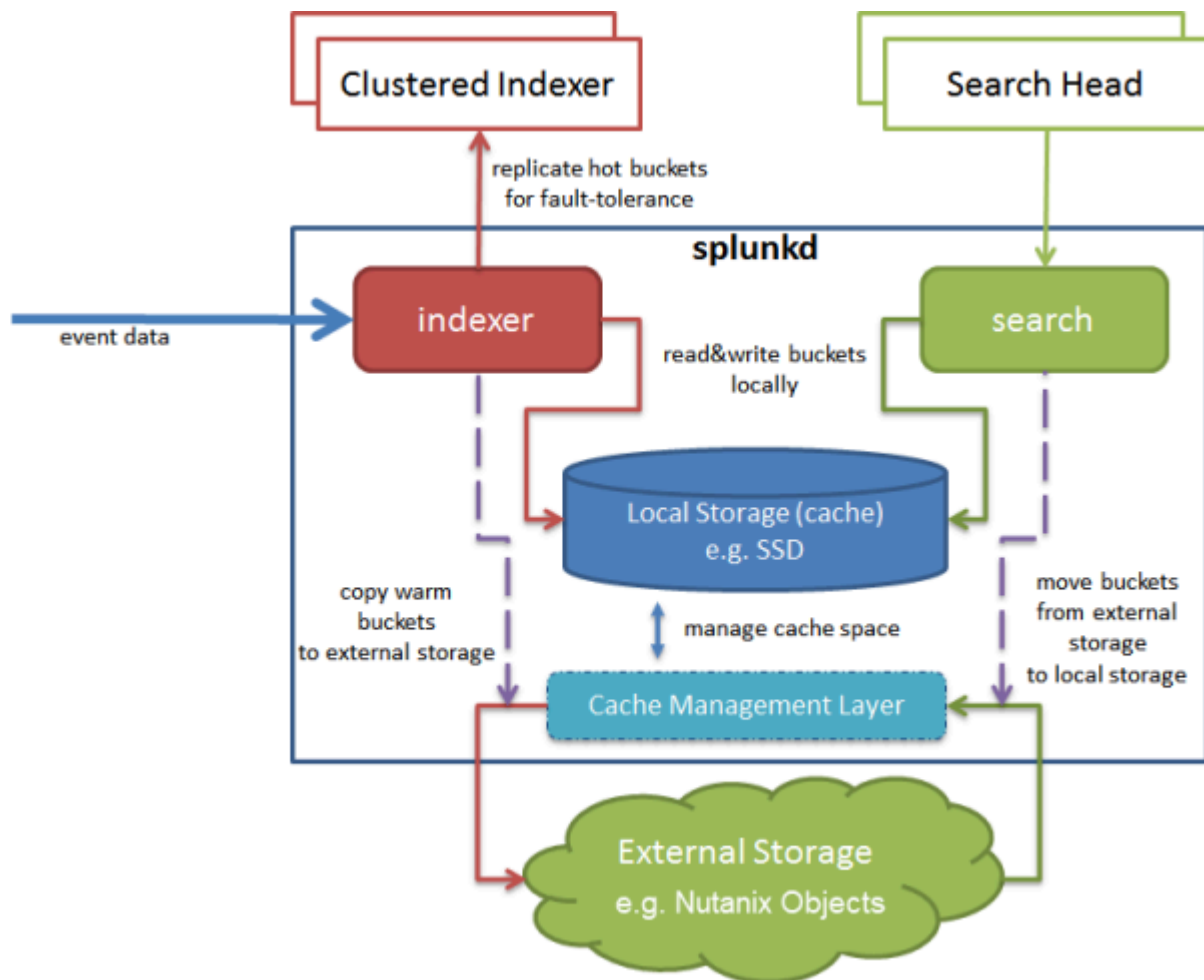 Clustered Indexer
Search Head
replicate hot buckets
for fault-tolerance
splunkd
indexer
search
event data
read&write buckets
locally
Local Storage (cache)
e.g. SSD
copy warm
buckets
to external storage
manage cache space
move buckets
from external
storage
to local storage
Cache Management Layer
External Storage
e.g. Nutanix Objects